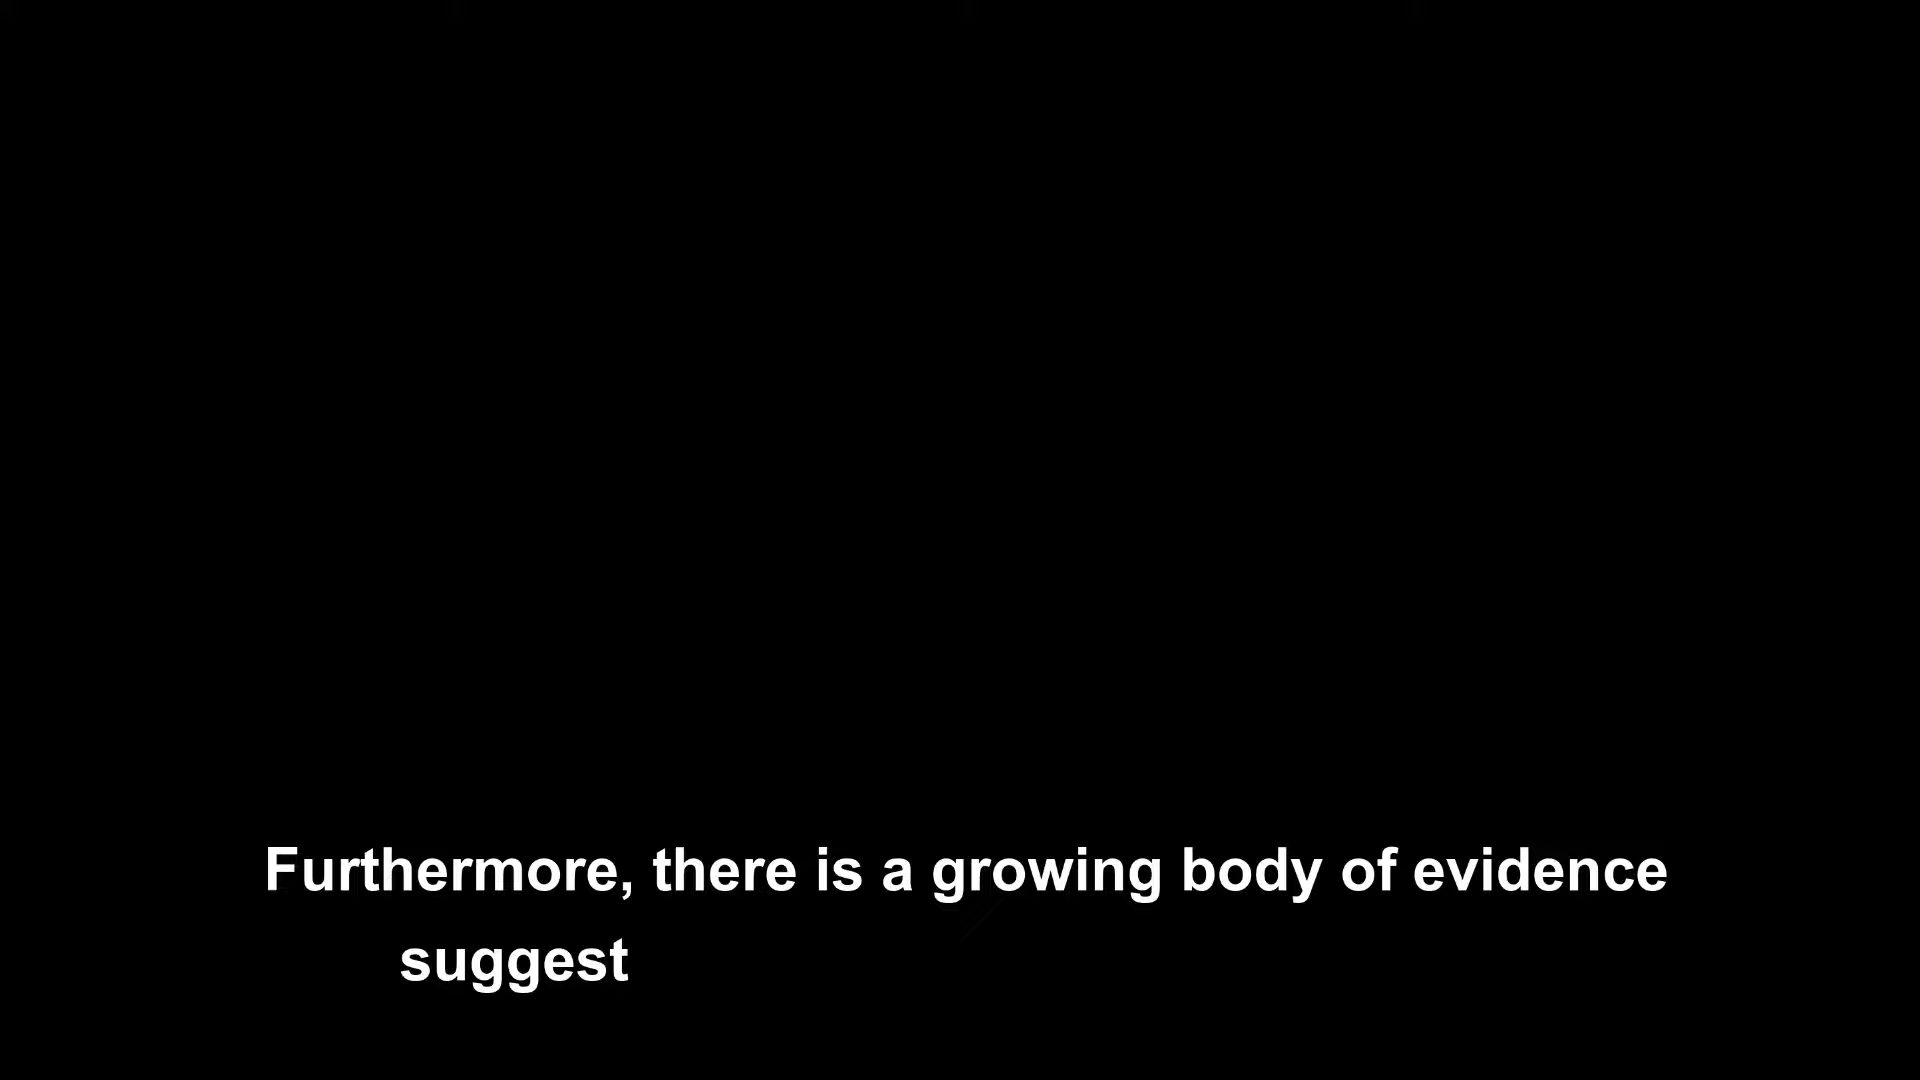 Furthermore, there is a growing body of evidence
suggest